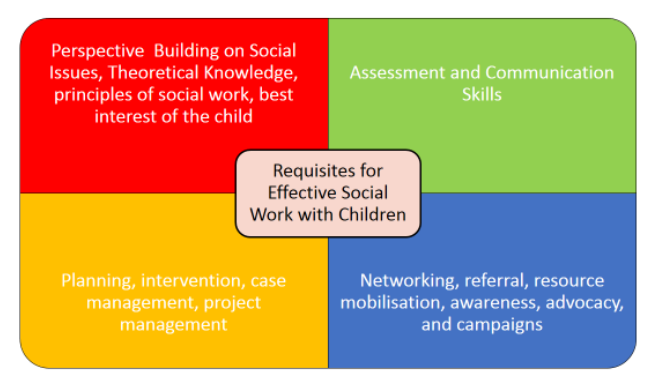 Perspective Building on Social
Issues, Theoretical Knowledge,
principles of social work, best
interest of the child
Assessment and Communication
Skills
Requisites for
Effective Social
Work with Children
Planning, intervention, case
management, project
management
Networking, referral, resource
mobilisation, awareness, advocacy,
and campaigns